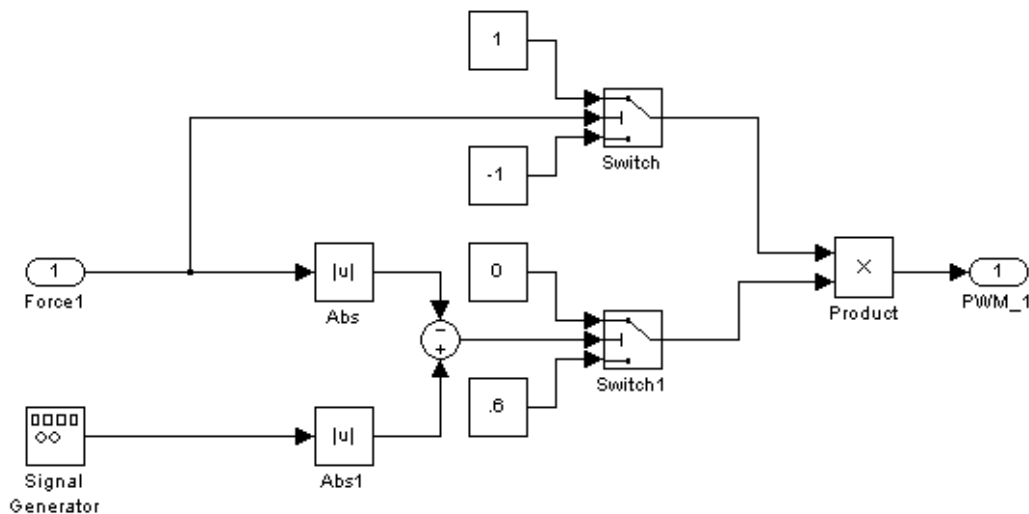 1
Switch
-1
1
Force1
|u|
Abs
−
+
0
Switch1
.6
×
Product
1
PWM_1
|u|
Abs1
Signal
Generator